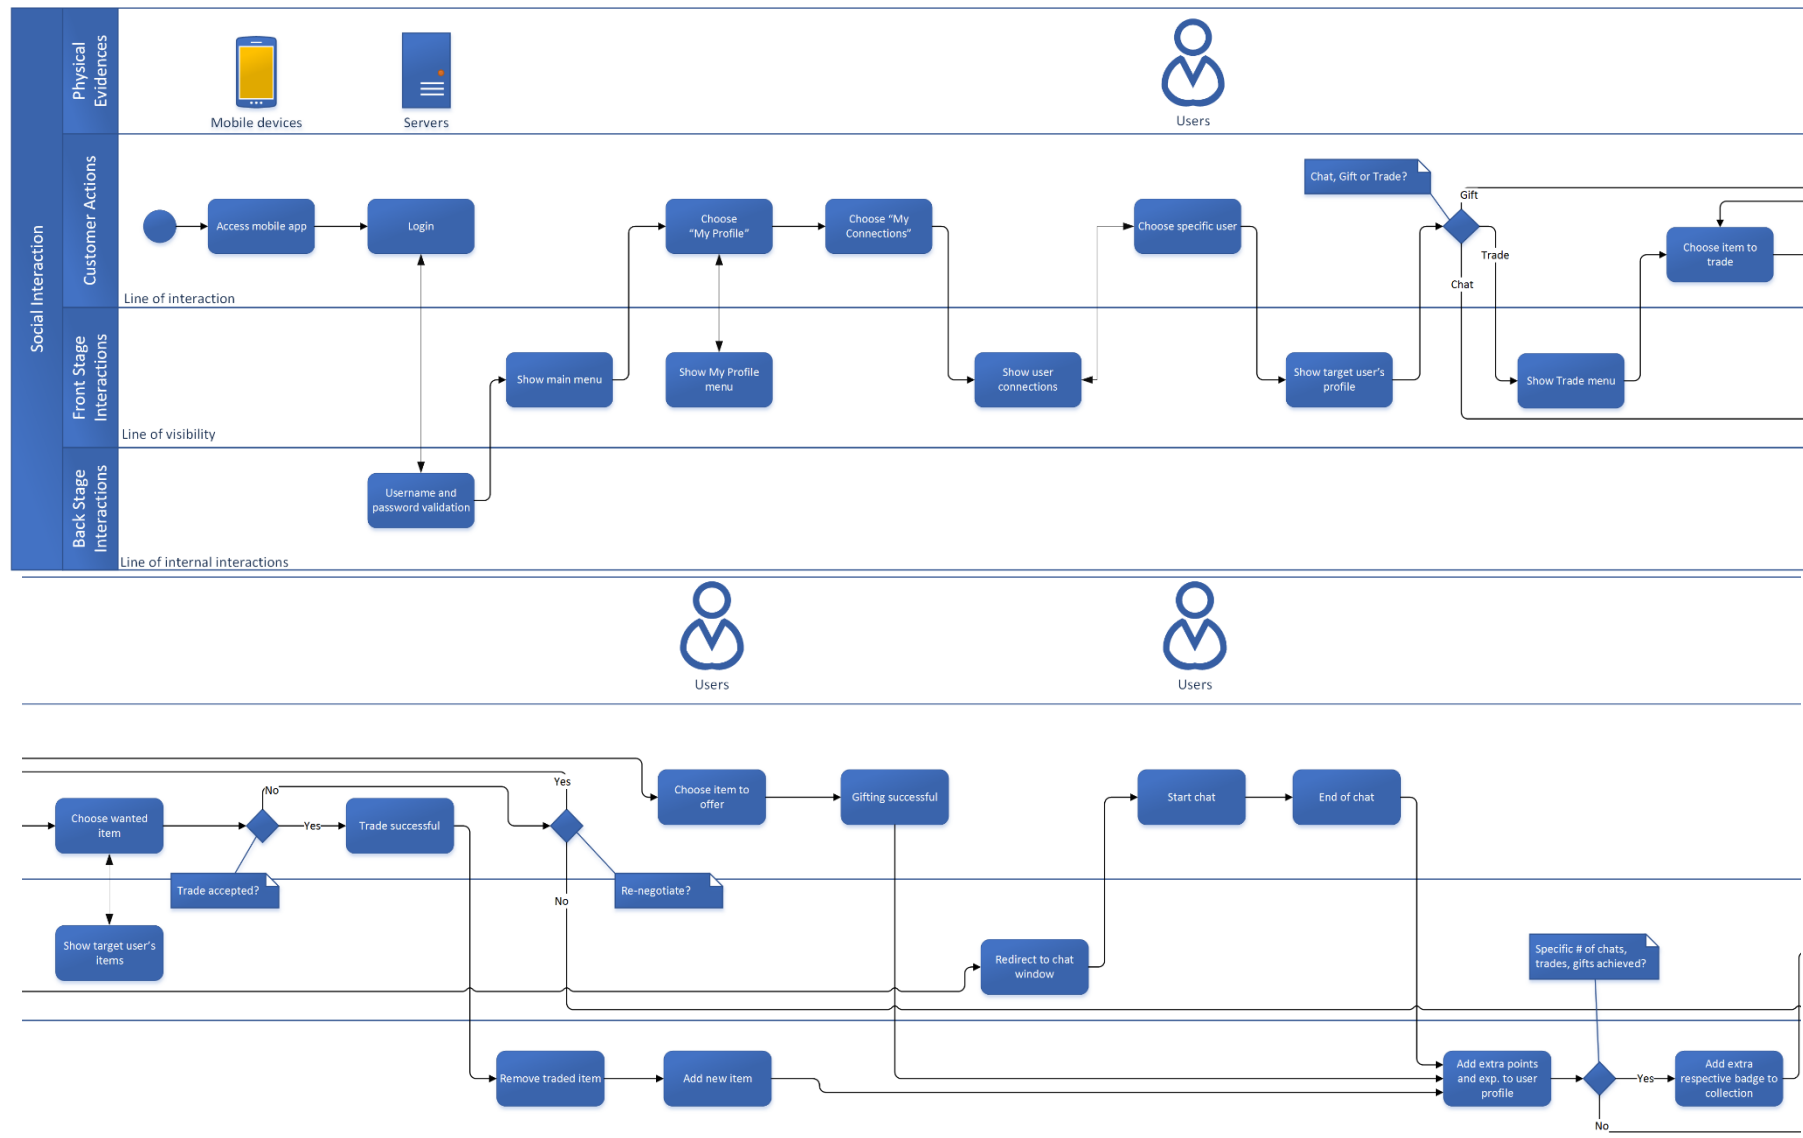 Social Interaction
Physical
Evidences
Mobile devices
Servers
Users
Customer Actions
Access mobile app
Login
Choose
“My Profile”
Choose “My
Connections”
Choose specific user
Chat, Gift or Trade?
Gift
Trade
Chat
Choose item to
trade
Line of interaction
Front Stage
Interactions
Show main menu
Show My Profile
menu
Show user
connections
Show target user’s
profile
Show Trade menu
Line of visibility
Back Stage
Interactions
Username and
password validation
Line of internal interactions
Users
Users
Choose wanted
item
No
Yes
Trade successful
Yes
Choose item to
offer
Gifting successful
Start chat
End of chat
Trade accepted?
Re-negotiate?
No
Show target user’s
items
Redirect to chat
window
Specific # of chats,
trades, gifts achieved?
Remove traded item
Add new item
Add extra points
and exp. to user
profile
Yes
Add extra
respective badge to
collection
No